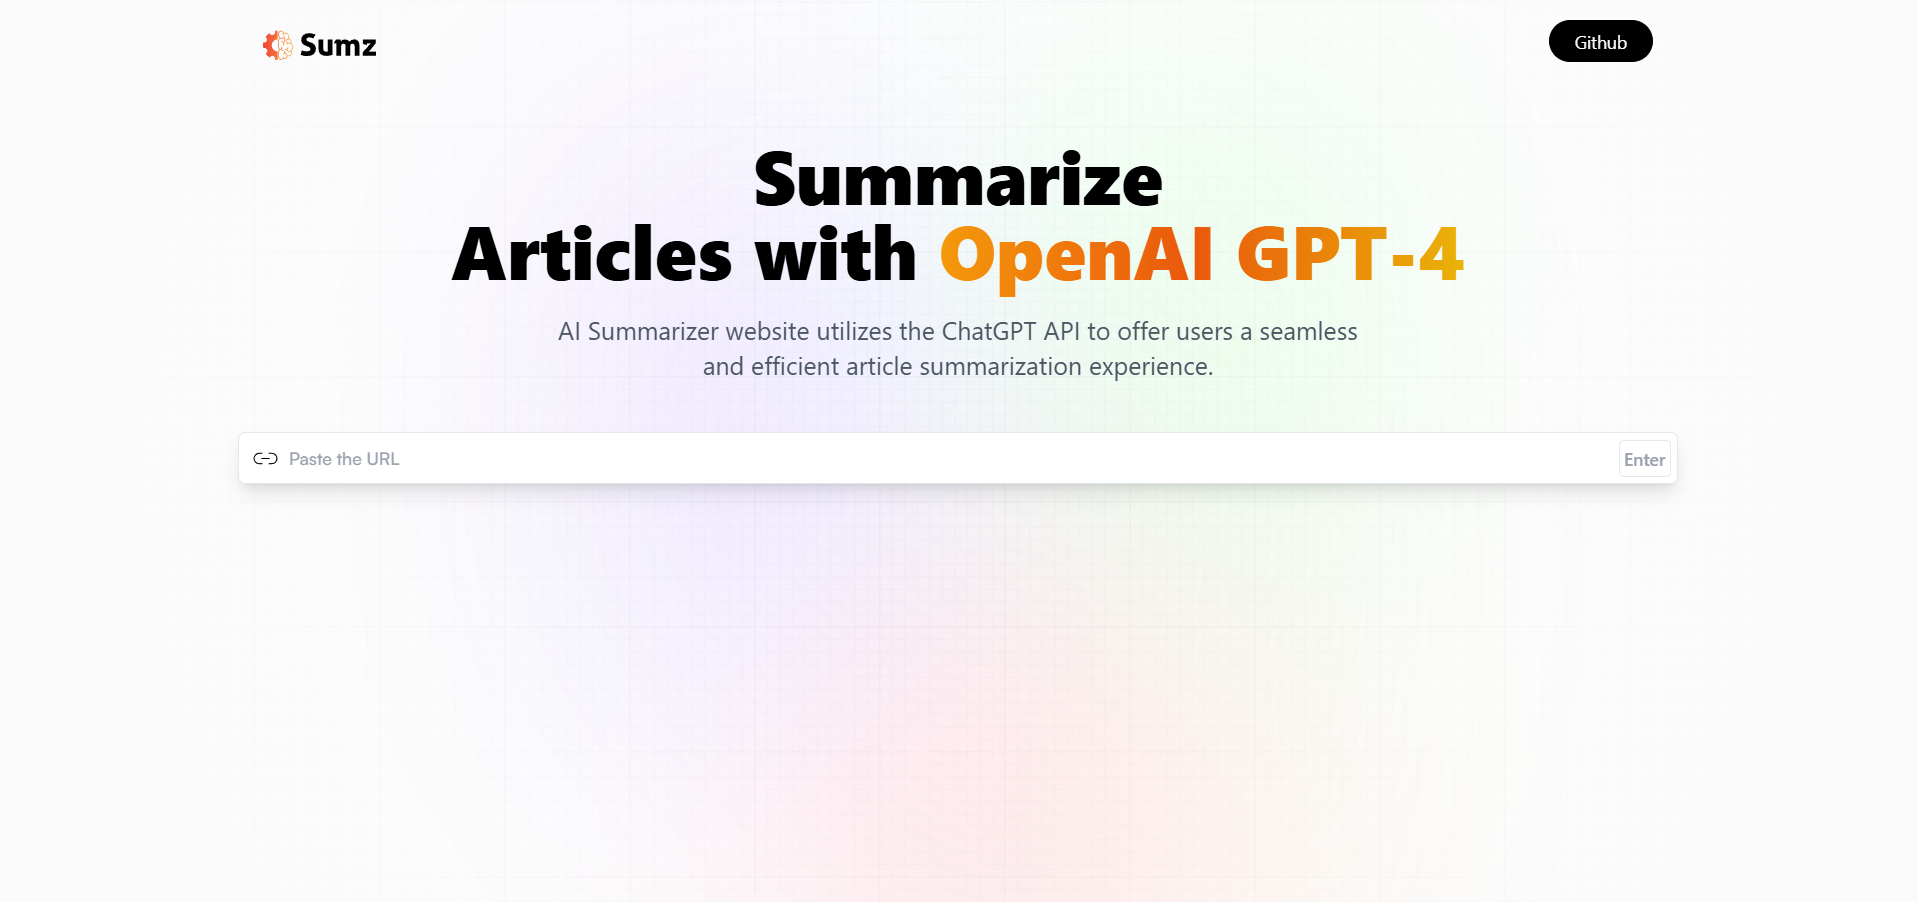 Sumz
Github
Summarize
Articles with OpenAI GPT-4
AI Summarizer website utilizes the ChatGPT API to offer users a seamless
and efficient article summarization experience.
Paste the URL
Enter